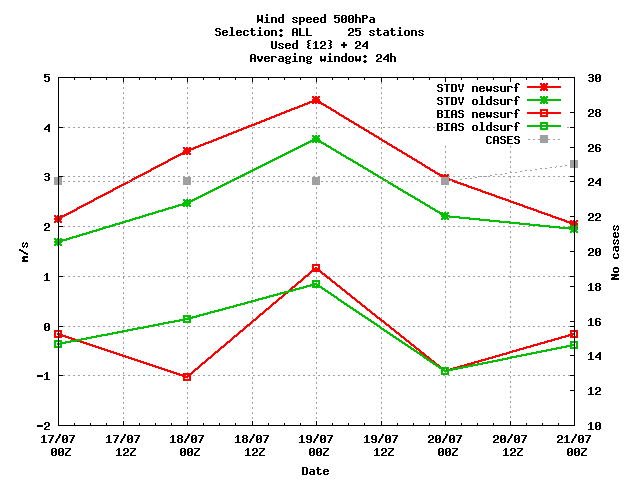 Wind speed 500hPa
Selection: ALL     25 stations
Used {12} + 24
Averaging window: 24h
5 30
STDV newsurf
STDV oldsurf
BIAS newsurf
BIAS oldsurf
CASES
28
4
26
3 24
22
2
20
1
18
0 16
14
-1
12
-2 10
m/s
No cases
17/07 17/07 18/07 18/07 19/07 19/07 20/07 20/07 21/07
00Z 12Z 00Z 12Z 00Z 12Z 00Z 12Z 00Z
Date